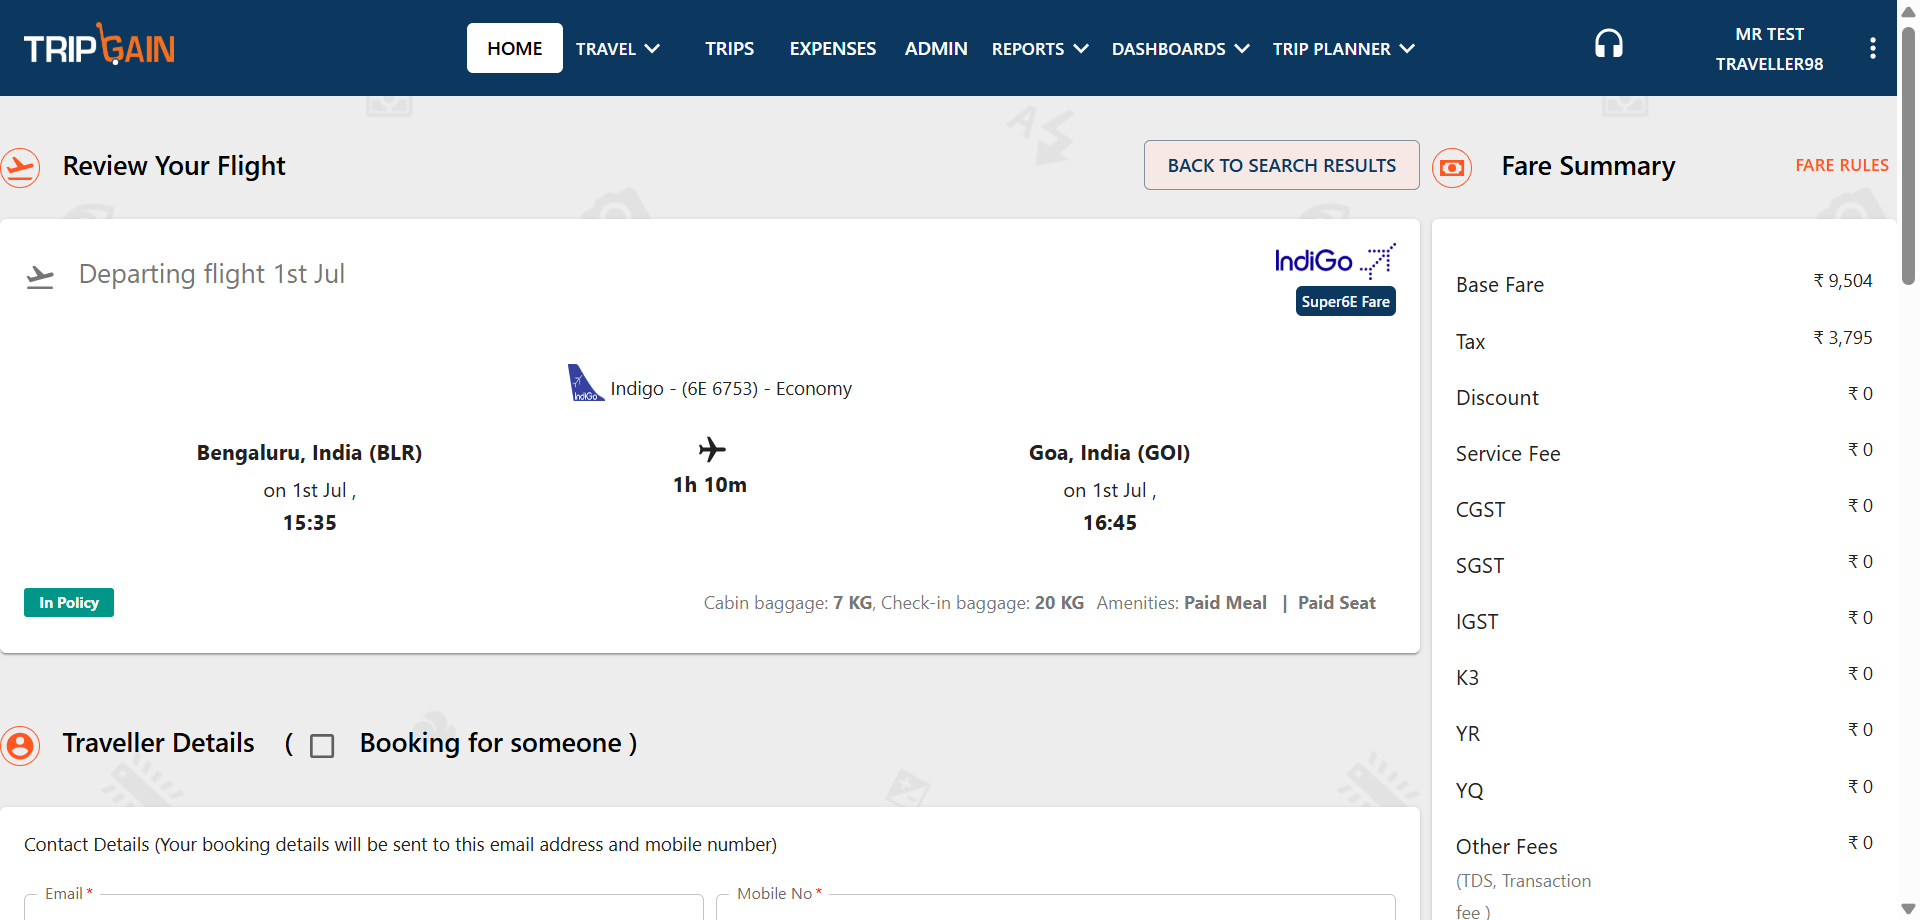 TRIPGAIN
HOME
TRAVEL
TRIPS
EXPENSES
ADMIN
REPORTS
DASHBOARDS
TRIP PLANNER
MR TEST
TRAVELLER98
Review Your Flight
BACK TO SEARCH RESULTS
Fare Summary
FARE RULES
Departing flight 1st Jul
IndiGo
Super6E Fare
IndiGo
Indigo - (6E 6753) - Economy
Bengaluru, India (BLR)
on 1st Jul ,
15:35
1h 10m
Goa, India (GOI)
on 1st Jul ,
16:45
In Policy
Cabin baggage: 7 KG, Check-in baggage: 20 KG Amenities: Paid Meal | Paid Seat
Base Fare ₹ 9,504
Tax ₹ 3,795
Discount ₹ 0
Service Fee ₹ 0
CGST ₹ 0
SGST ₹ 0
IGST ₹ 0
K3 ₹ 0
YR ₹ 0
YQ ₹ 0
Other Fees ₹ 0
(TDS, Transaction
fee )
Traveller Details ( Booking for someone )
Contact Details (Your booking details will be sent to this email address and mobile number)
Email *
Mobile No *